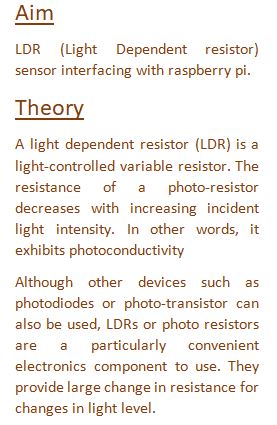 Aim
LDR (Light Dependent resistor)
sensor interfacing with raspberry pi.
Theory
A light dependent resistor (LDR) is a
light-controlled variable resistor. The
resistance of a photo-resistor
decreases with increasing incident
light intensity. In other words, it
exhibits photoconductivity
Although other devices such as
photodiodes or photo-transistor can
also be used, LDRs or photo resistors
are a particularly convenient
electronics component to use. They
provide large change in resistance for
changes in light level.